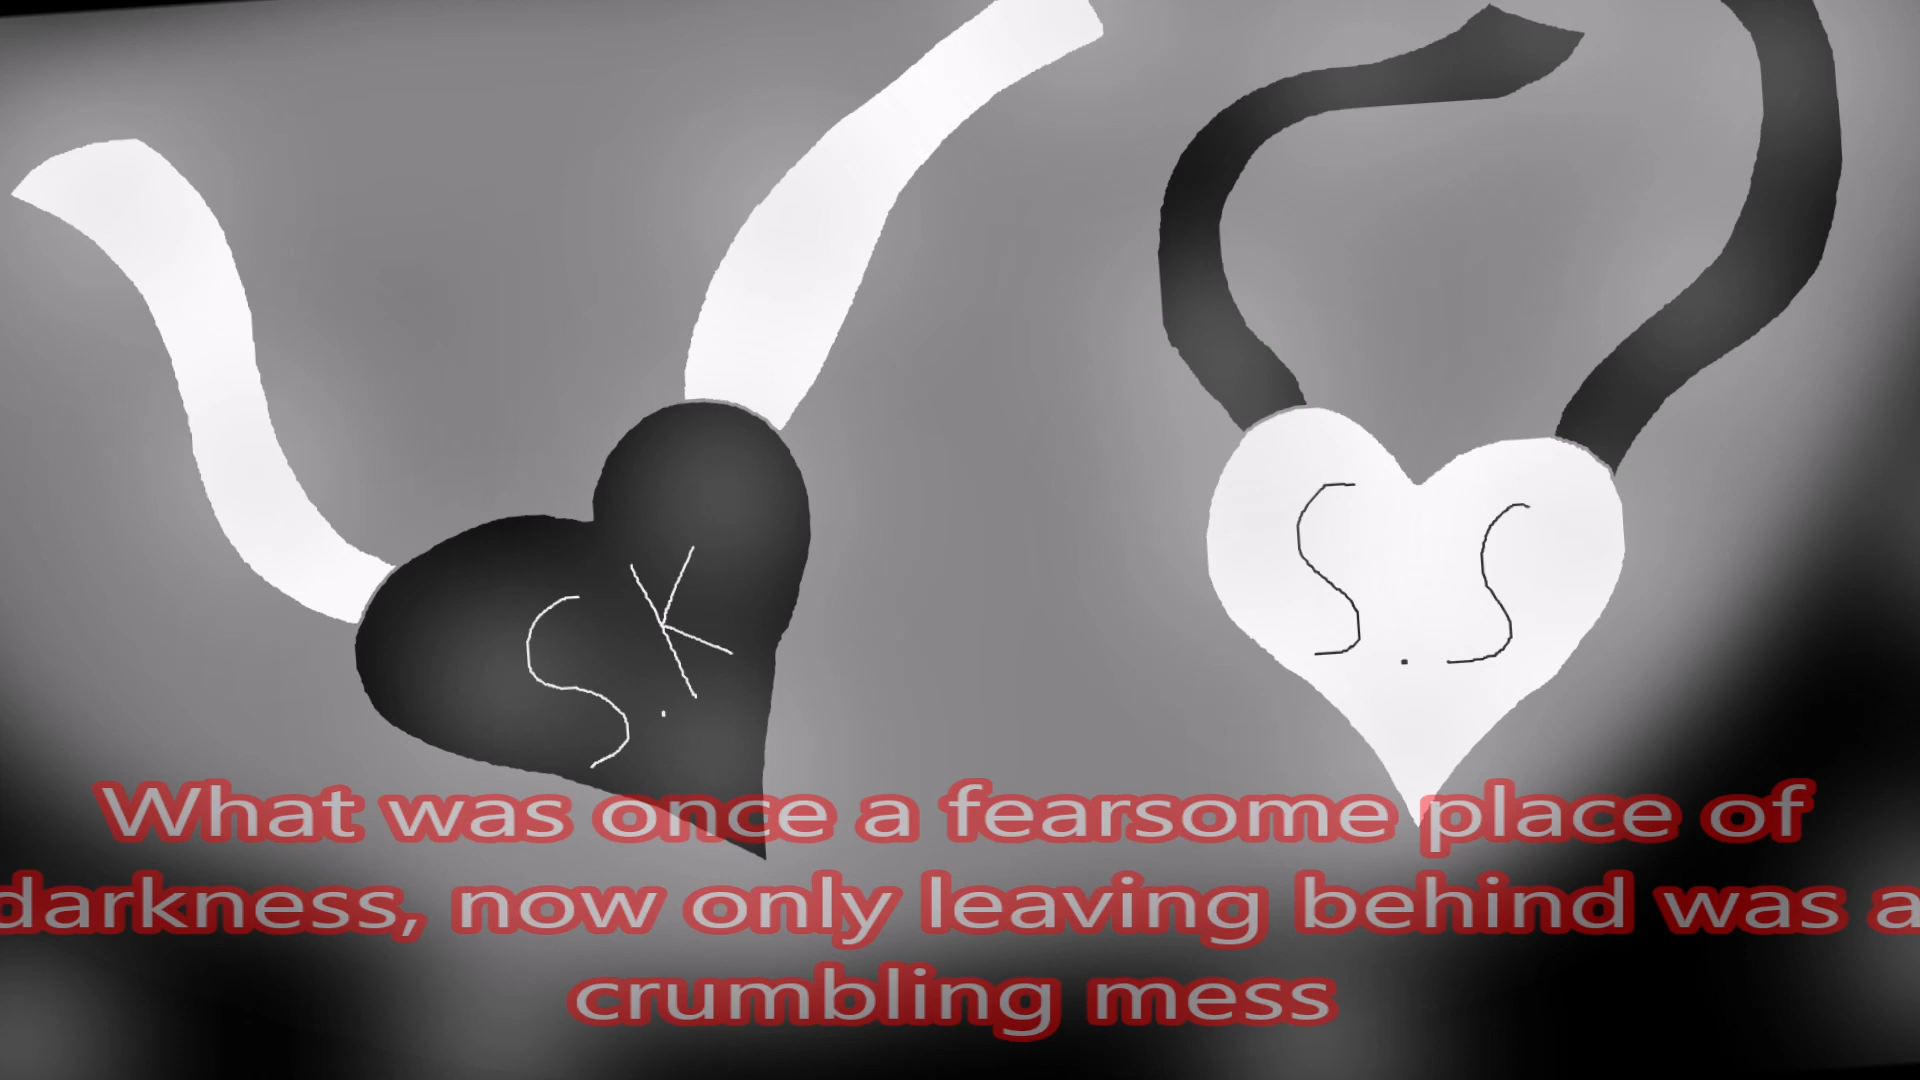 S.K
S.S
What was once a fearsome place of
darkness, now only leaving behind was a
crumbling mess